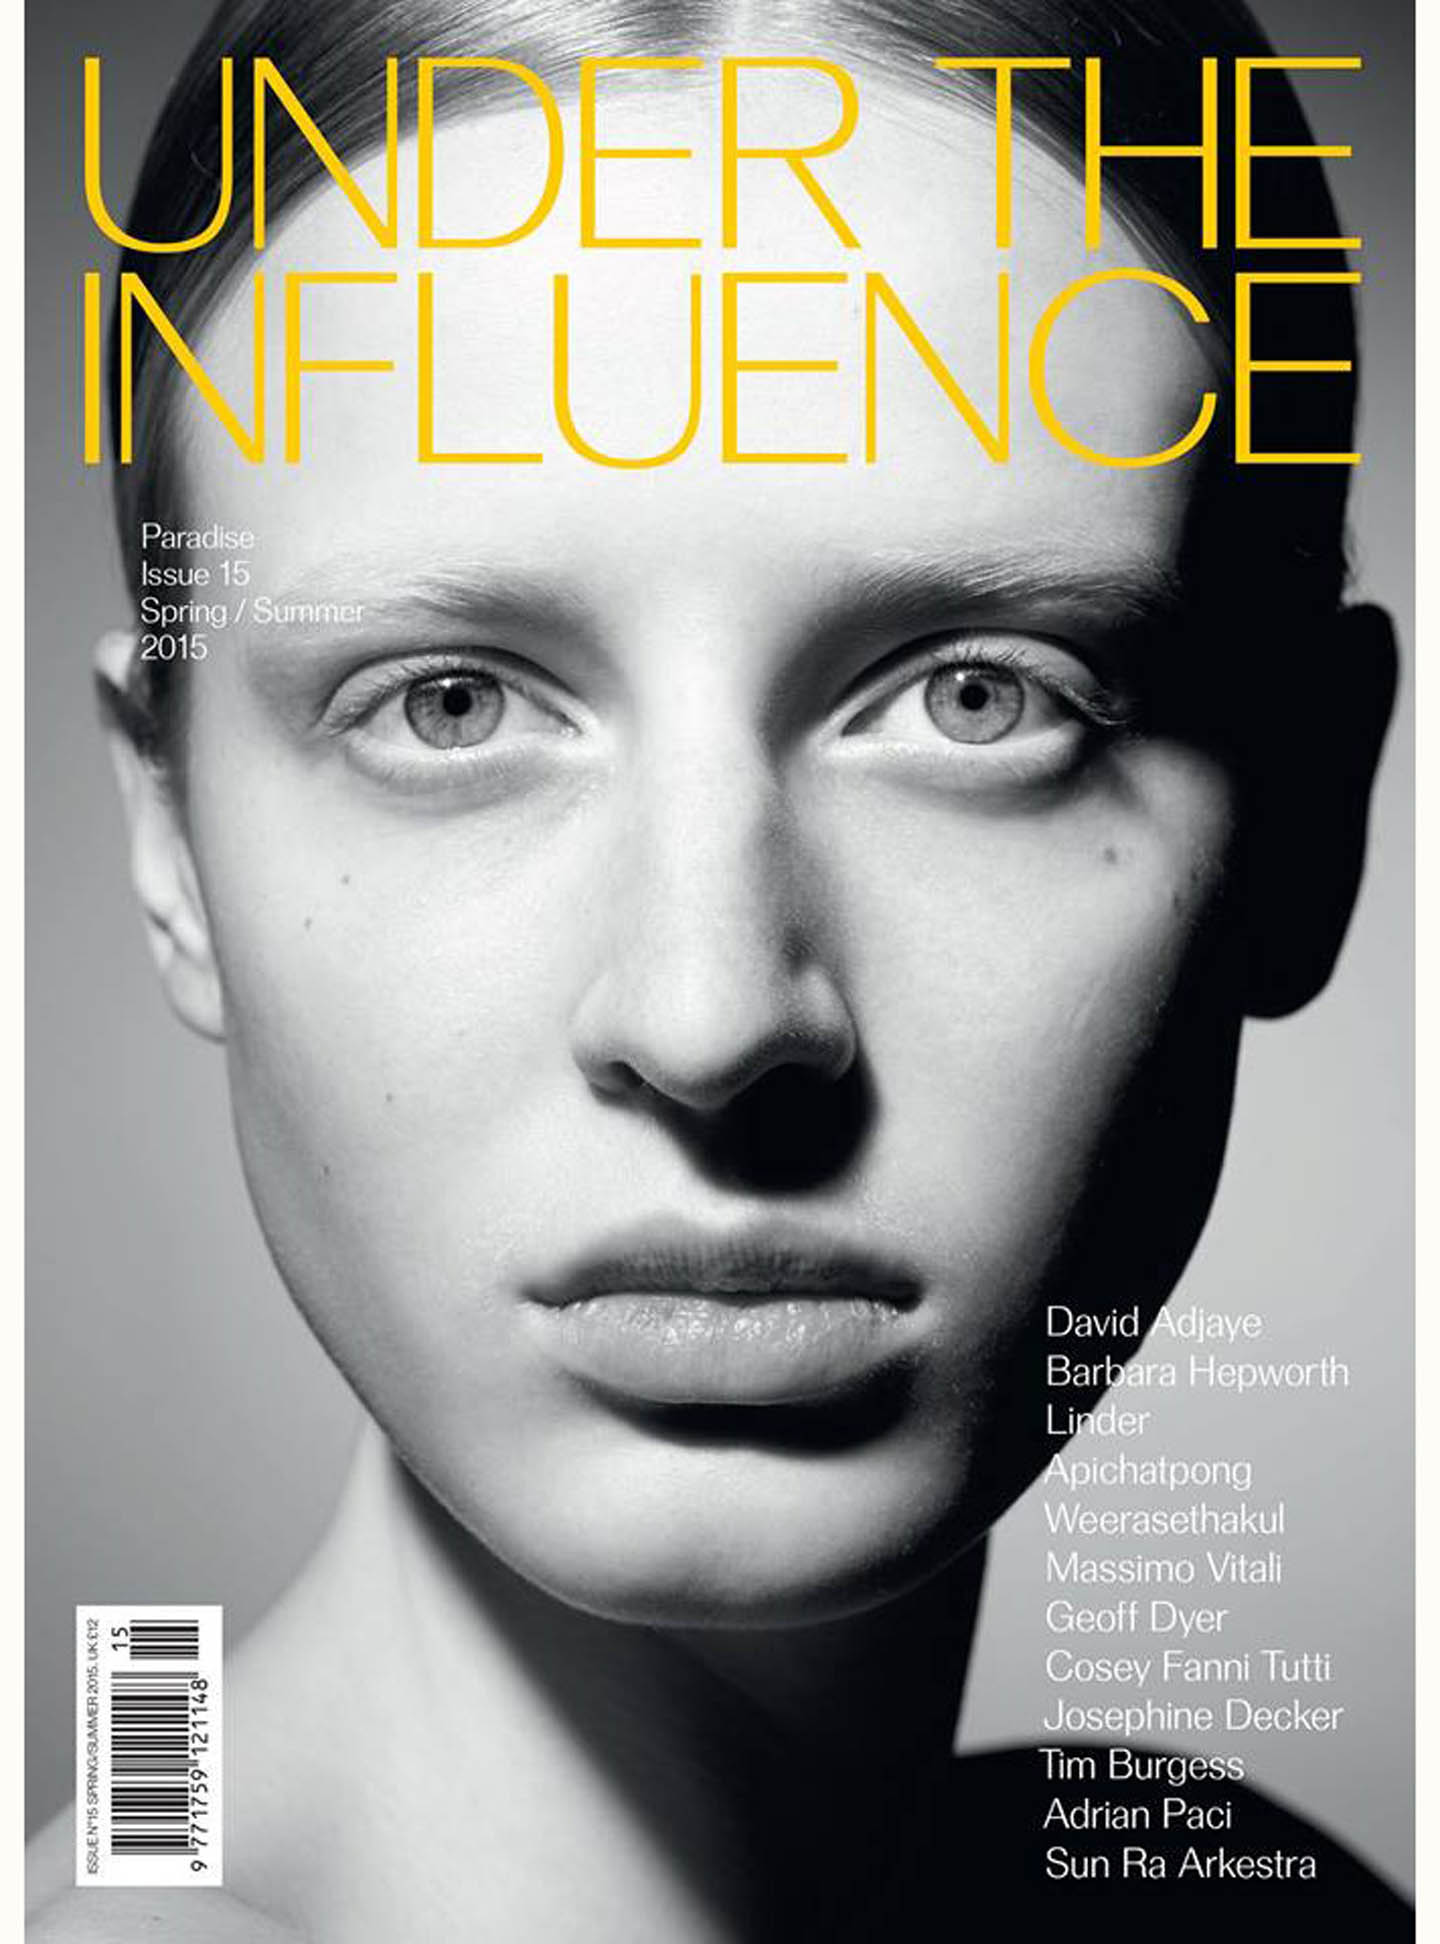 UNDER THE
INFLUENCE
Paradise
Issue 15
Spring / Summer
2015
David Adjaye
Barbara Hepworth
Linder
Apichatpong
Weerasethakul
Massimo Vitali
Geoff Dyer
Cosey Fanni Tutti
Josephine Decker
Tim Burgess
Adrian Paci
Sun Ra Arkestra
ISSUE Nº15 SPRING/SUMMER 2015. UK £12
15
9 771759 121148